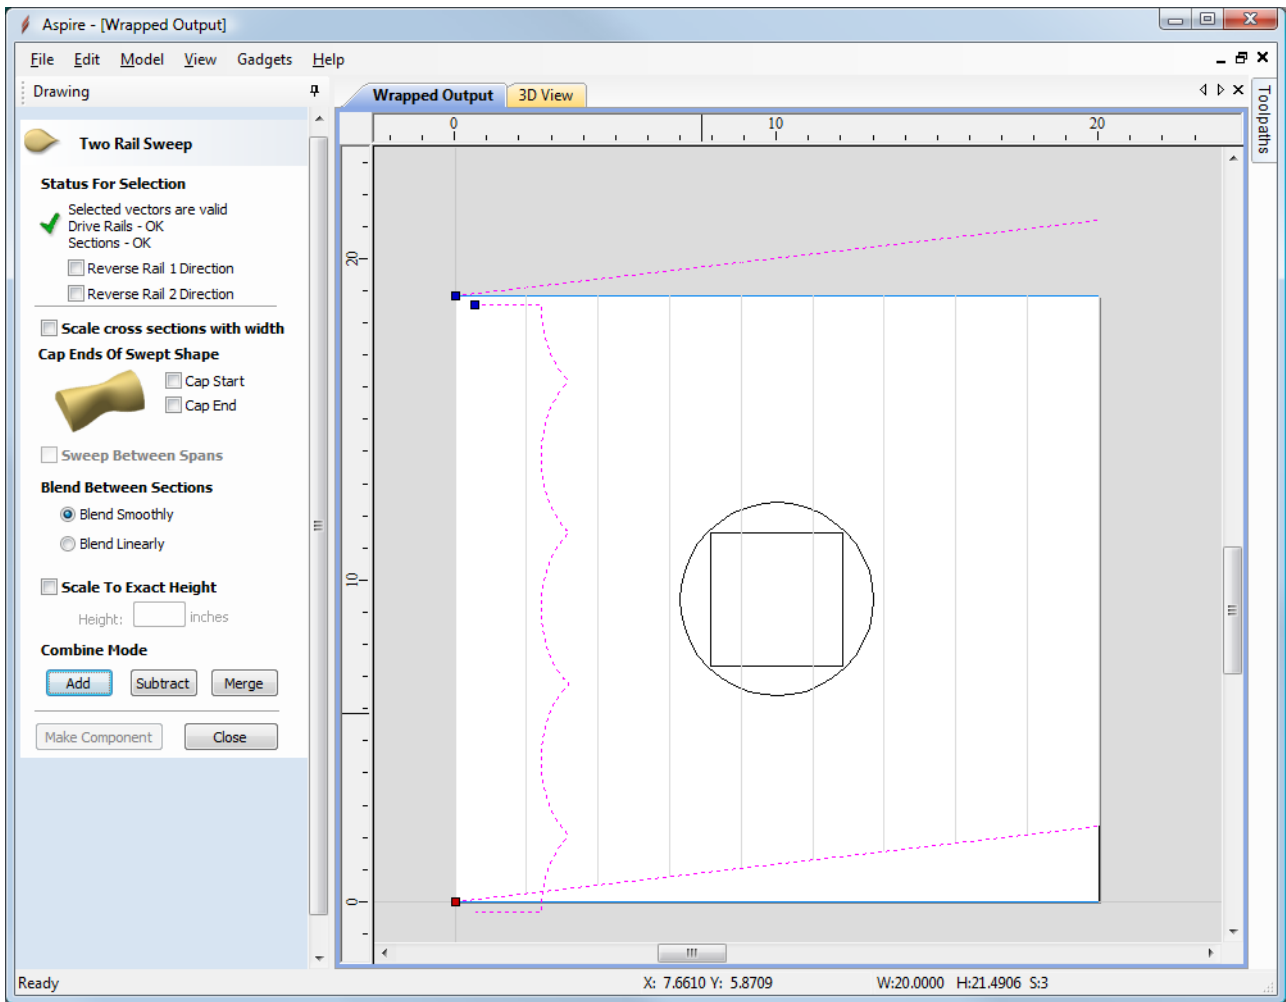 Aspire - [Wrapped Output]
File Edit Model View Gadgets Help
Drawing
Wrapped Output 3D View
Toolpaths
Two Rail Sweep
Status For Selection
Selected vectors are valid
Drive Rails - OK
Sections - OK
Reverse Rail 1 Direction
Reverse Rail 2 Direction
Scale cross sections with width
Cap Ends Of Swept Shape
Cap Start
Cap End
Sweep Between Spans
Blend Between Sections
Blend Smoothly
Blend Linearly
Scale To Exact Height
Height: inches
Combine Mode
Add Subtract Merge
Make Component Close
0 10 20
20
10
0
Ready X: 7.6610 Y: 5.8709 W:20.0000 H:21.4906 S:3